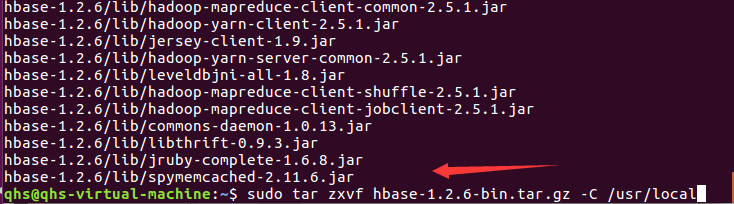 hbase-1.2.6/lib/hadoop-mapreduce-client-common-2.5.1.jar
hbase-1.2.6/lib/hadoop-yarn-client-2.5.1.jar
hbase-1.2.6/lib/jersey-client-1.9.jar
hbase-1.2.6/lib/hadoop-yarn-server-common-2.5.1.jar
hbase-1.2.6/lib/leveldbjni-all-1.8.jar
hbase-1.2.6/lib/hadoop-mapreduce-client-shuffle-2.5.1.jar
hbase-1.2.6/lib/hadoop-mapreduce-client-jobclient-2.5.1.jar
hbase-1.2.6/lib/commons-daemon-1.0.13.jar
hbase-1.2.6/lib/libthrift-0.9.3.jar
hbase-1.2.6/lib/jruby-complete-1.6.8.jar
hbase-1.2.6/lib/spymemcached-2.11.6.jar
qhs@qhs-virtual-machine:~$ sudo tar zxvf hbase-1.2.6-bin.tar.gz -C /usr/local